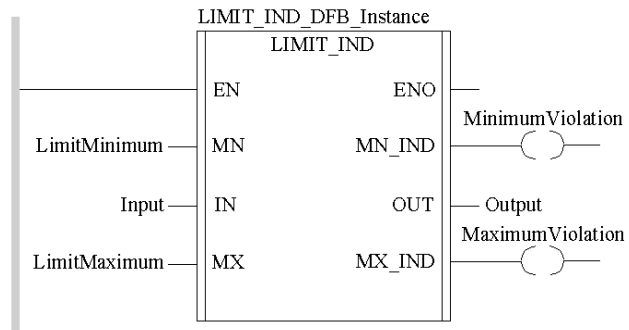 LIMIT_IND_DFB_Instance
LIMIT_IND
EN ENO
MinimumViolation
LimitMinimum MN MN_IND
Input IN OUT Output
MaximumViolation
LimitMaximum MX MX_IND